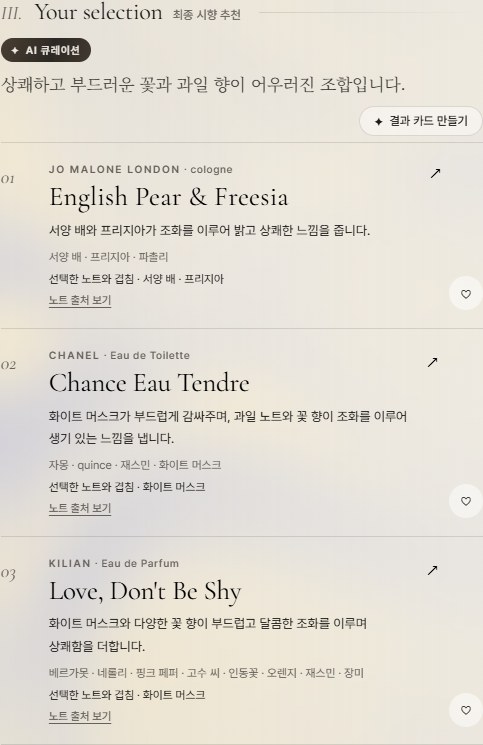 III. Your selection 최종 시향 추천
✦ AI 큐레이션
상쾌하고 부드러운 꽃과 과일 향이 어우러진 조합입니다.
✦ 결과 카드 만들기
01
JO MALONE LONDON · cologne
↗
English Pear & Freesia
서양 배와 프리지아가 조화를 이루어 밝고 상쾌한 느낌을 줍니다.
서양 배 · 프리지아 · 파촐리
선택한 노트와 겹침 · 서양 배 · 프리지아
노트 출처 보기
02
CHANEL · Eau de Toilette
↗
Chance Eau Tendre
화이트 머스크가 부드럽게 감싸주며, 과일 노트와 꽃 향이 조화를 이루어
생기 있는 느낌을 냅니다.
자몽 · quince · 재스민 · 화이트 머스크
선택한 노트와 겹침 · 화이트 머스크
노트 출처 보기
03
KILIAN · Eau de Parfum
↗
Love, Don't Be Shy
화이트 머스크와 다양한 꽃 향이 부드럽고 달콤한 조화를 이루며
상쾌함을 더합니다.
베르가못 · 네롤리 · 핑크 페퍼 · 고수 씨 · 인동꽃 · 오렌지 · 재스민 · 장미
선택한 노트와 겹침 · 화이트 머스크
노트 출처 보기